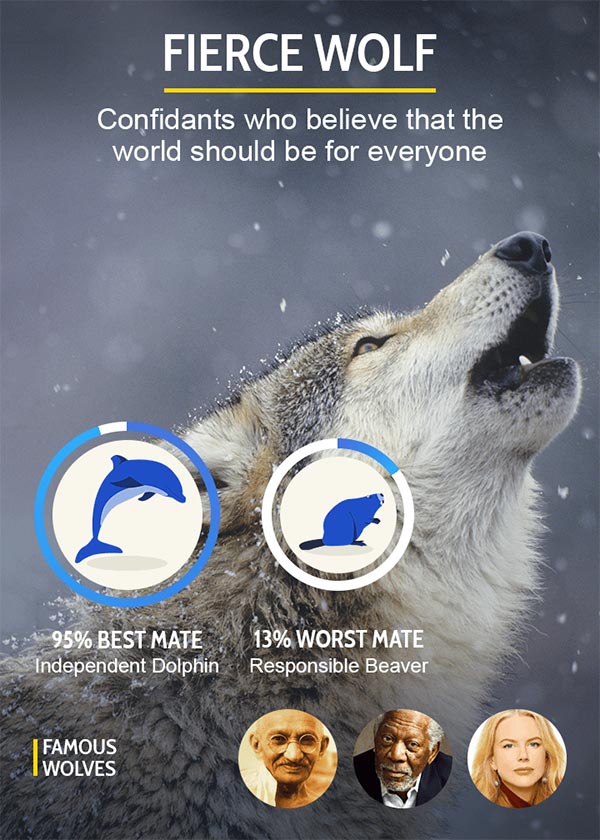 FIERCE WOLF
Confidants who believe that the
world should be for everyone
95% BEST MATE
Independent Dolphin
13% WORST MATE
Responsible Beaver
FAMOUS
WOLVES